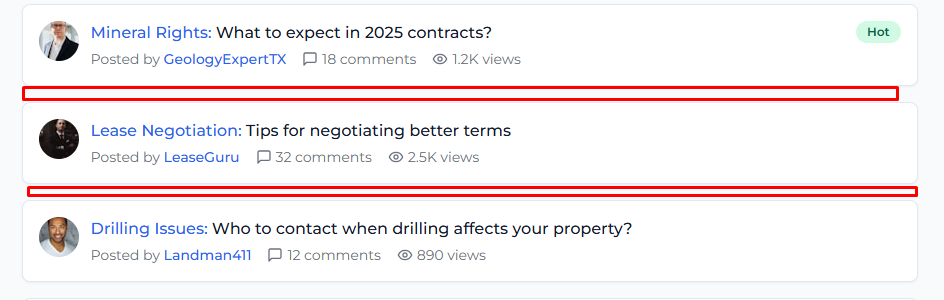 Mineral Rights: What to expect in 2025 contracts?
Hot
Posted by GeologyExpertTX 18 comments 1.2K views
Lease Negotiation: Tips for negotiating better terms
Posted by LeaseGuru 32 comments 2.5K views
Drilling Issues: Who to contact when drilling affects your property?
Posted by Landman411 12 comments 890 views